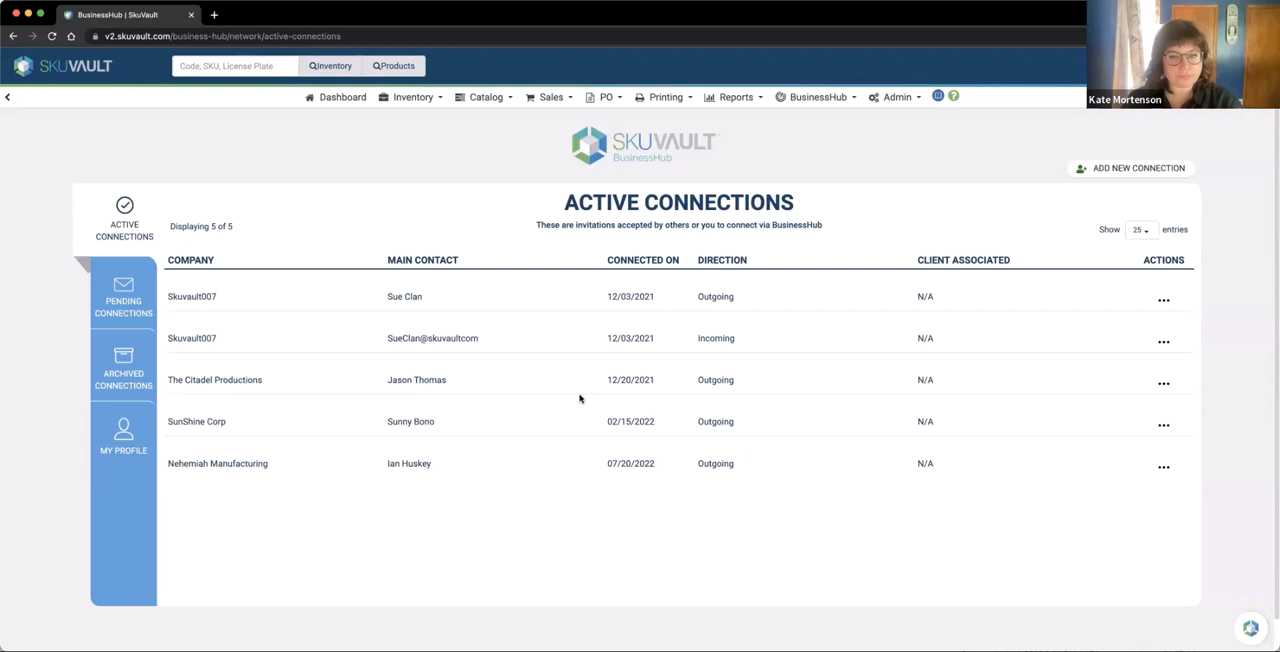 BusinessHub | SkuVault
v2.skuvault.com/business-hub/network/active-connections
SKUVAULT
Code, SKU, License Plate
Inventory
Products
Dashboard
Inventory
Catalog
Sales
PO
Printing
Reports
BusinessHub
Admin
Kate Mortenson
SKUVAULT
BusinessHub
ADD NEW CONNECTION
ACTIVE CONNECTIONS
These are invitations accepted by others or you to connect via BusinessHub
Displaying 5 of 5
Show 25 entries
ACTIVE
CONNECTIONS
PENDING
CONNECTIONS
ARCHIVED
CONNECTIONS
MY PROFILE
COMPANY MAIN CONTACT CONNECTED ON DIRECTION CLIENT ASSOCIATED ACTIONS
Skuvault007 Sue Clan 12/03/2021 Outgoing N/A ...
Skuvault007 SueClan@skuvaultcom 12/03/2021 Incoming N/A ...
The Citadel Productions Jason Thomas 12/20/2021 Outgoing N/A ...
SunShine Corp Sunny Bono 02/15/2022 Outgoing N/A ...
Nehemiah Manufacturing Ian Huskey 07/20/2022 Outgoing N/A ...